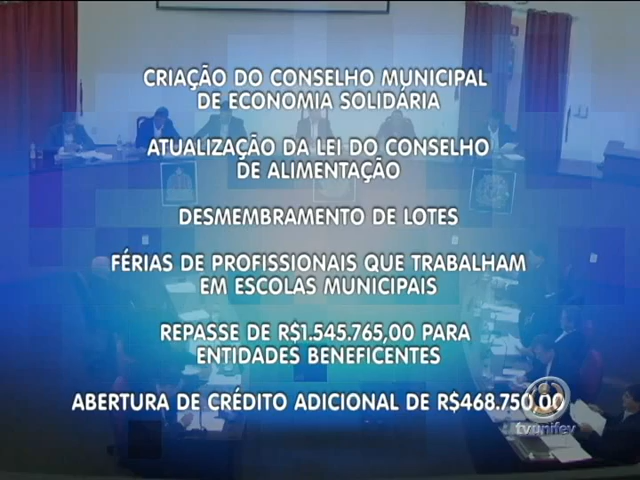 CRIAÇÃO DO CONSELHO MUNICIPAL
DE ECONOMIA SOLIDÁRIA
ATUALIZAÇÃO DA LEI DO CONSELHO
DE ALIMENTAÇÃO
DESMEMBRAMENTO DE LOTES
FÉRIAS DE PROFISSIONAIS QUE TRABALHAM
EM ESCOLAS MUNICIPAIS
REPASSE DE R$1.545.765,00 PARA
ENTIDADES BENEFICENTES
ABERTURA DE CRÉDITO ADICIONAL DE R$468.750,00
tvunifev